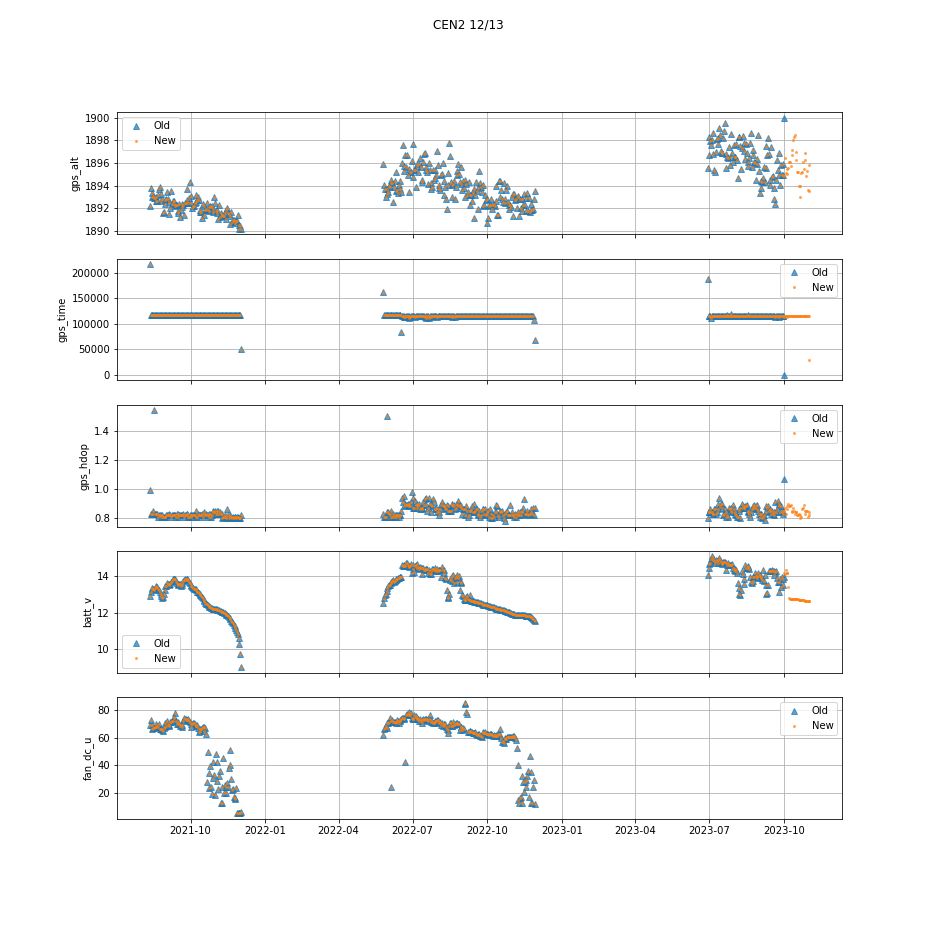 CEN2 12/13
1900
1898
1896
1894
1892
1890
gps_alt
Old
New
200000
150000
100000
50000
0
gps_time
Old
New
1.4
1.2
1.0
0.8
gps_hdop
Old
New
14
12
10
batt_v
Old
New
80
60
40
20
fan_dc_u
Old
New
2021-10 2022-01 2022-04 2022-07 2022-10 2023-01 2023-04 2023-07 2023-10